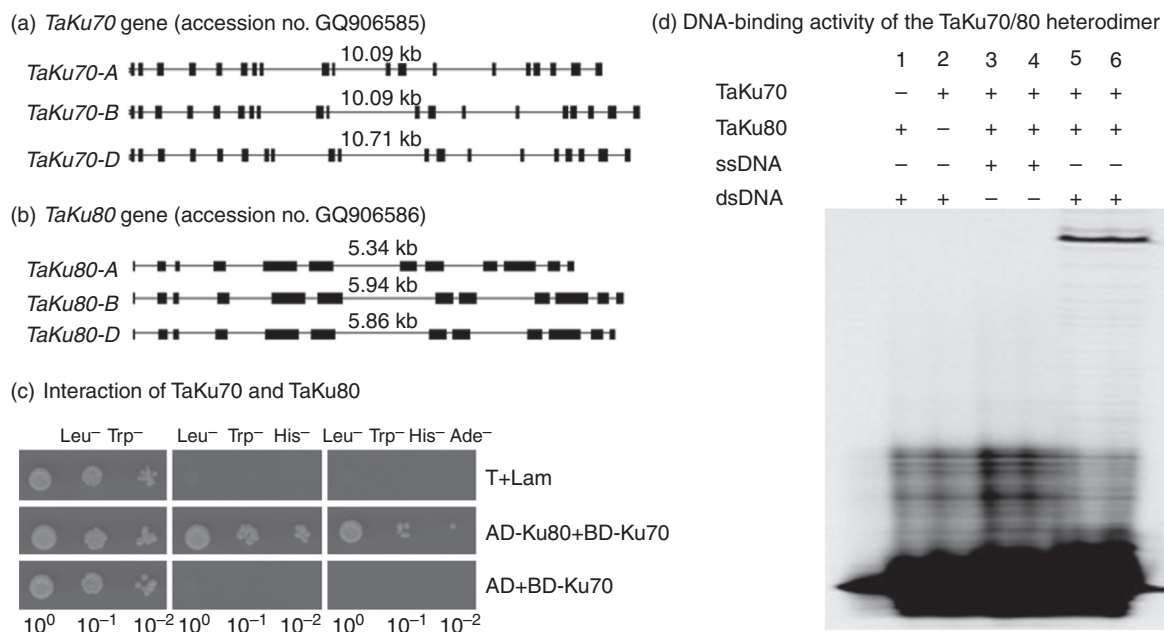 (a) TaKu70 gene (accession no. GQ906585)
10.09 kb
TaKu70-A
10.09 kb
TaKu70-B
10.71 kb
TaKu70-D
(b) TaKu80 gene (accession no. GQ906586)
5.34 kb
TaKu80-A
5.94 kb
TaKu80-B
5.86 kb
TaKu80-D
(c) Interaction of TaKu70 and TaKu80
Leu⁻ Trp⁻ Leu⁻ Trp⁻ His⁻ Leu⁻ Trp⁻ His⁻ Ade⁻
T+Lam
AD-Ku80+BD-Ku70
AD+BD-Ku70
10⁰ 10⁻¹ 10⁻² 10⁰ 10⁻¹ 10⁻² 10⁰ 10⁻¹ 10⁻²
(d) DNA-binding activity of the TaKu70/80 heterodimer
1 2 3 4 5 6
TaKu70 – + + + + +
TaKu80 + – + + + +
ssDNA – – + + – –
dsDNA + + – – + +